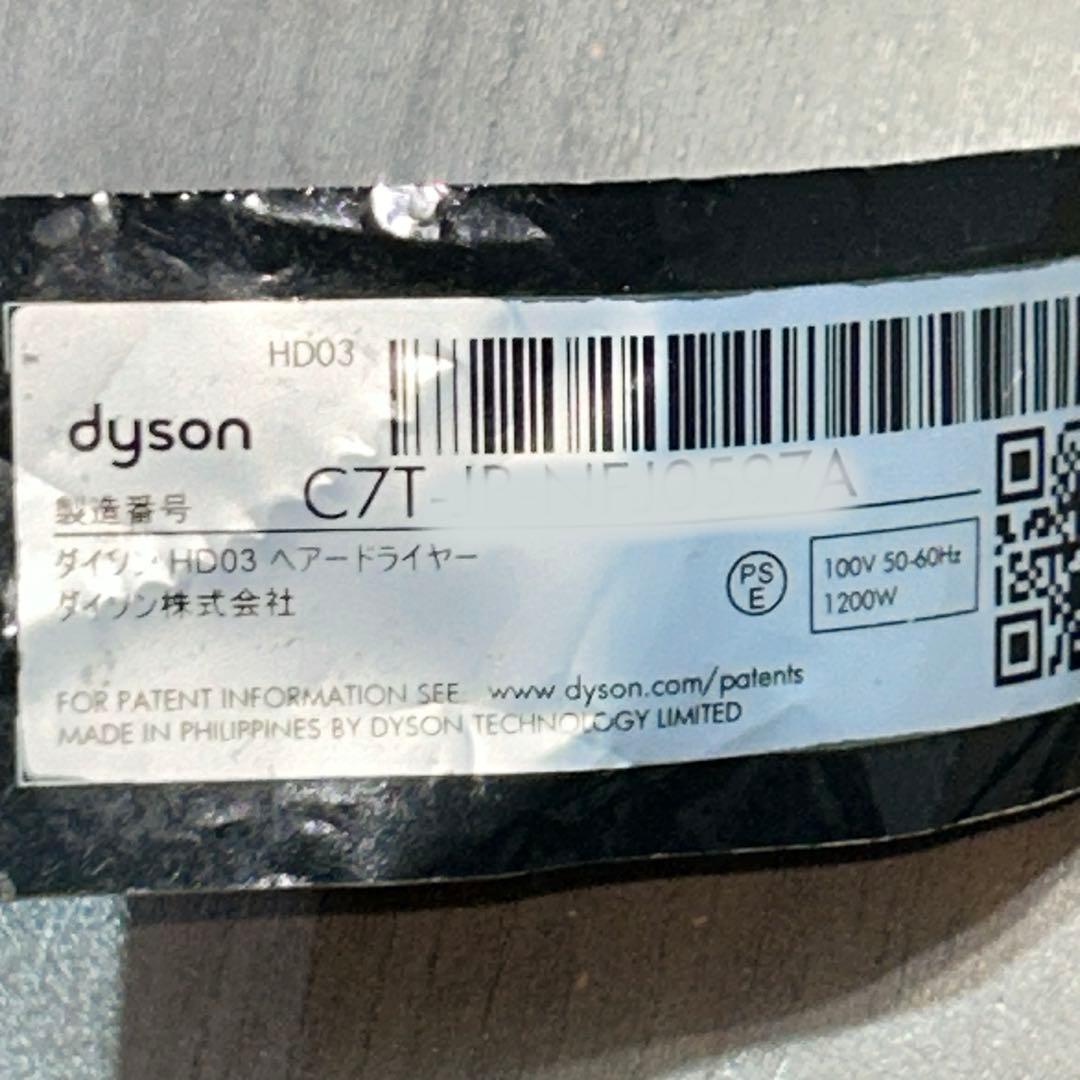 HD03
dyson
製造番号 C7T-
ダイソン HD03 ヘアードライヤー
ダイソン株式会社
PS
E
100V 50-60Hz
1200W
FOR PATENT INFORMATION SEE www.dyson.com/patents
MADE IN PHILIPPINES BY DYSON TECHNOLOGY LIMITED